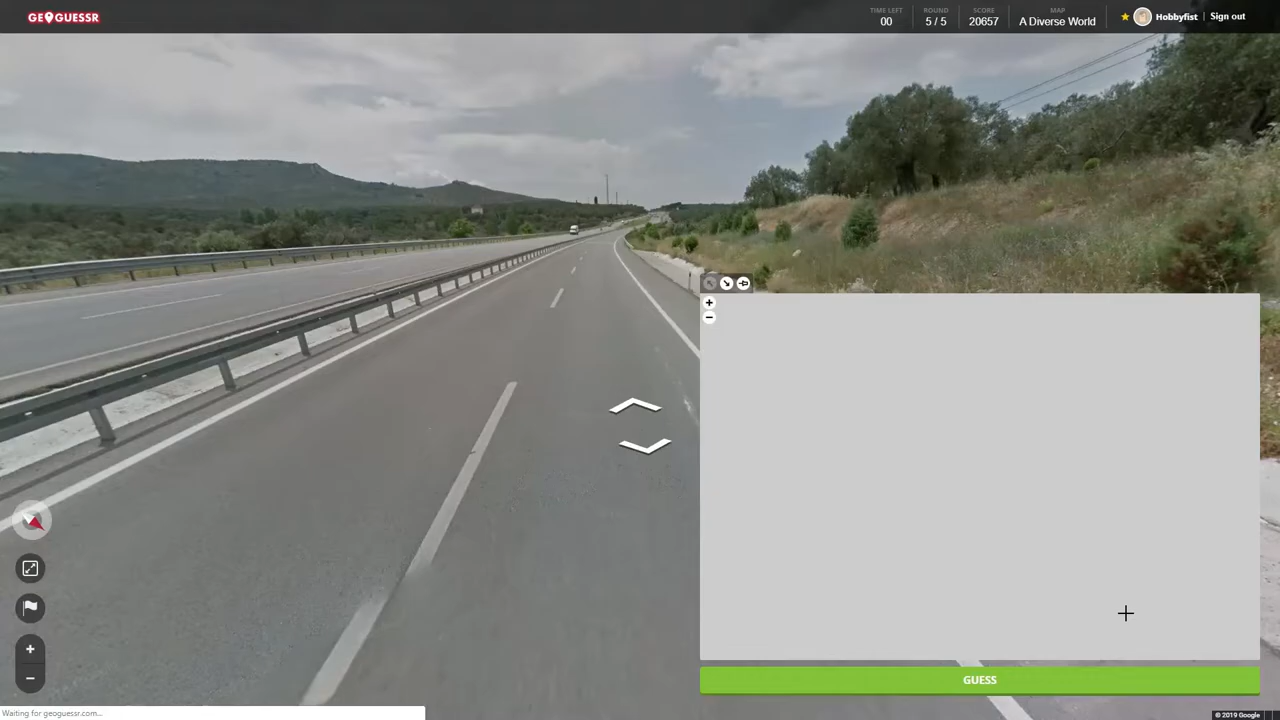 GEOGUESSR
TIME LEFT
00
ROUND
5 / 5
SCORE
20657
MAP
A Diverse World
Hobbyfist
Sign out
GUESS
Waiting for geoguessr.com...
© 2019 Google